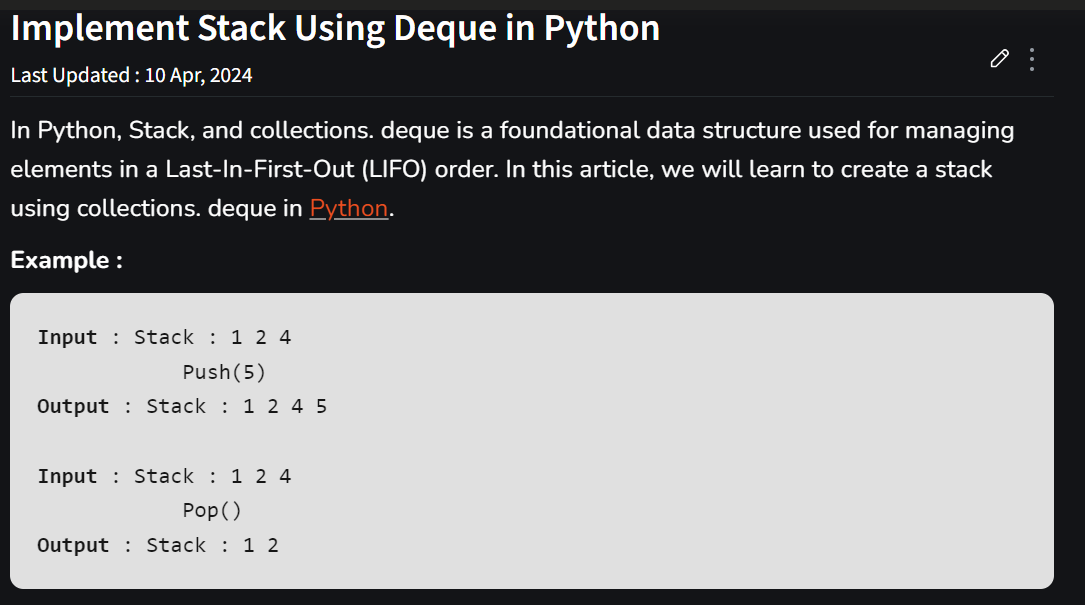 Implement Stack Using Deque in Python
Last Updated : 10 Apr, 2024
In Python, Stack, and collections. deque is a foundational data structure used for managing
elements in a Last-In-First-Out (LIFO) order. In this article, we will learn to create a stack
using collections. deque in Python.
Example :
Input : Stack : 1 2 4
Push(5)
Output : Stack : 1 2 4 5
Input : Stack : 1 2 4
Pop()
Output : Stack : 1 2